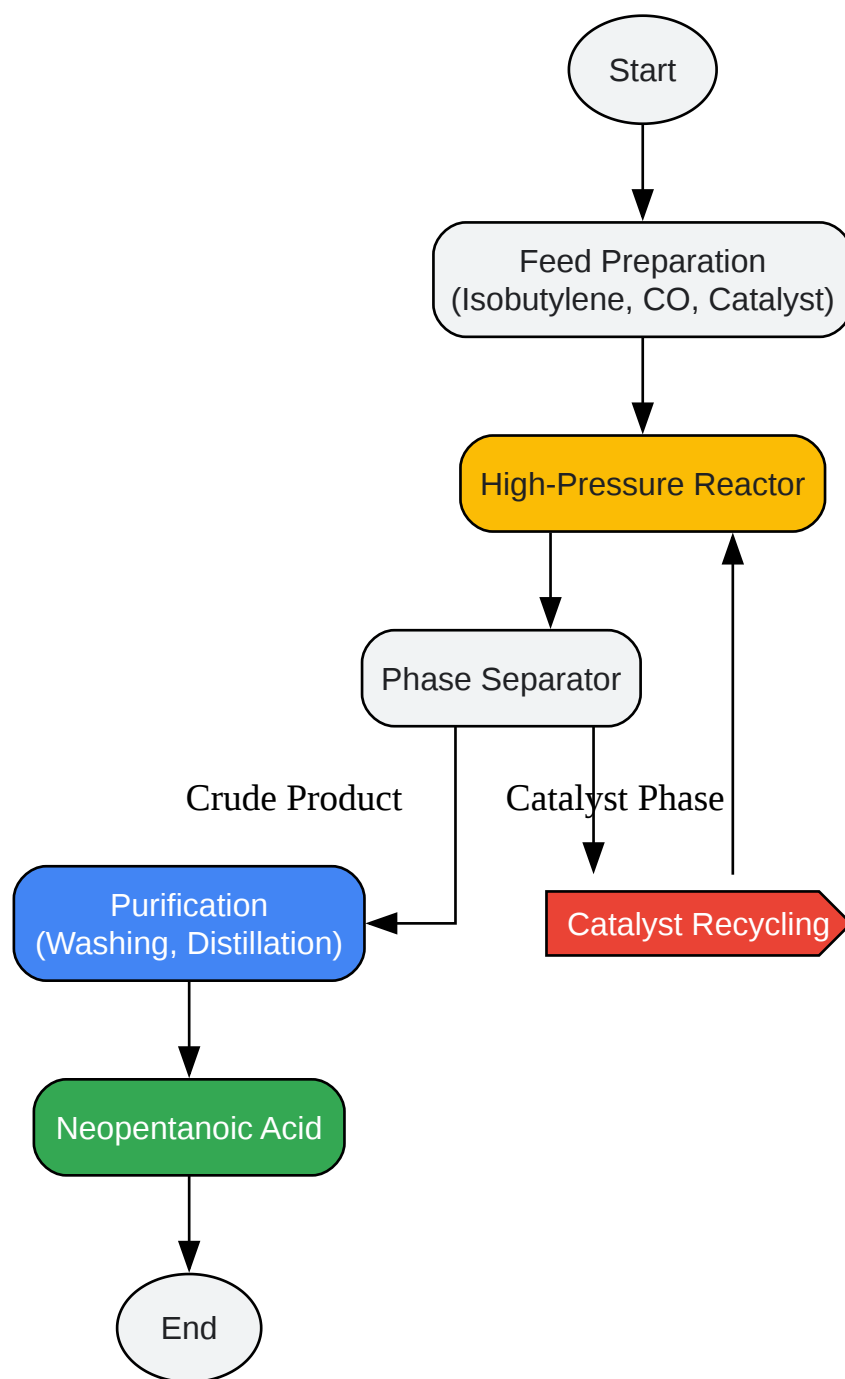 Start
Feed Preparation
(Isobutylene, CO, Catalyst)
High-Pressure Reactor
Phase Separator
Crude Product
Catalyst Phase
Purification
(Washing, Distillation)
Catalyst Recycling
Neopentanoic Acid
End